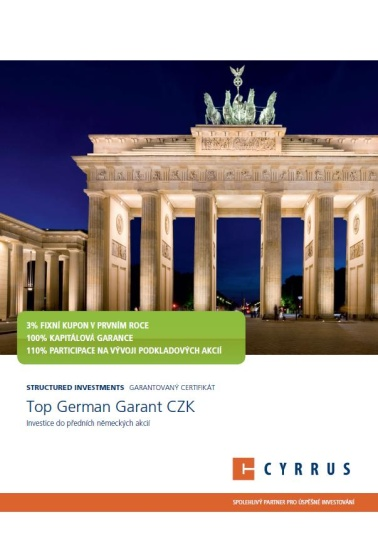 3% FIXNÍ KUPON V PRVNÍM ROCE
100% KAPITÁLOVÁ GARANCE
110% PARTICIPACE NA VÝVOJI PODKLADOVÝCH AKCIÍ
STRUCTURED INVESTMENTS GARANTOVANÝ CERTIFIKÁT
Top German Garant CZK
Investice do předních německých akcií
CYRRUS
SPOLEHLIVÝ PARTNER PRO ÚSPĚŠNÉ INVESTOVÁNÍ